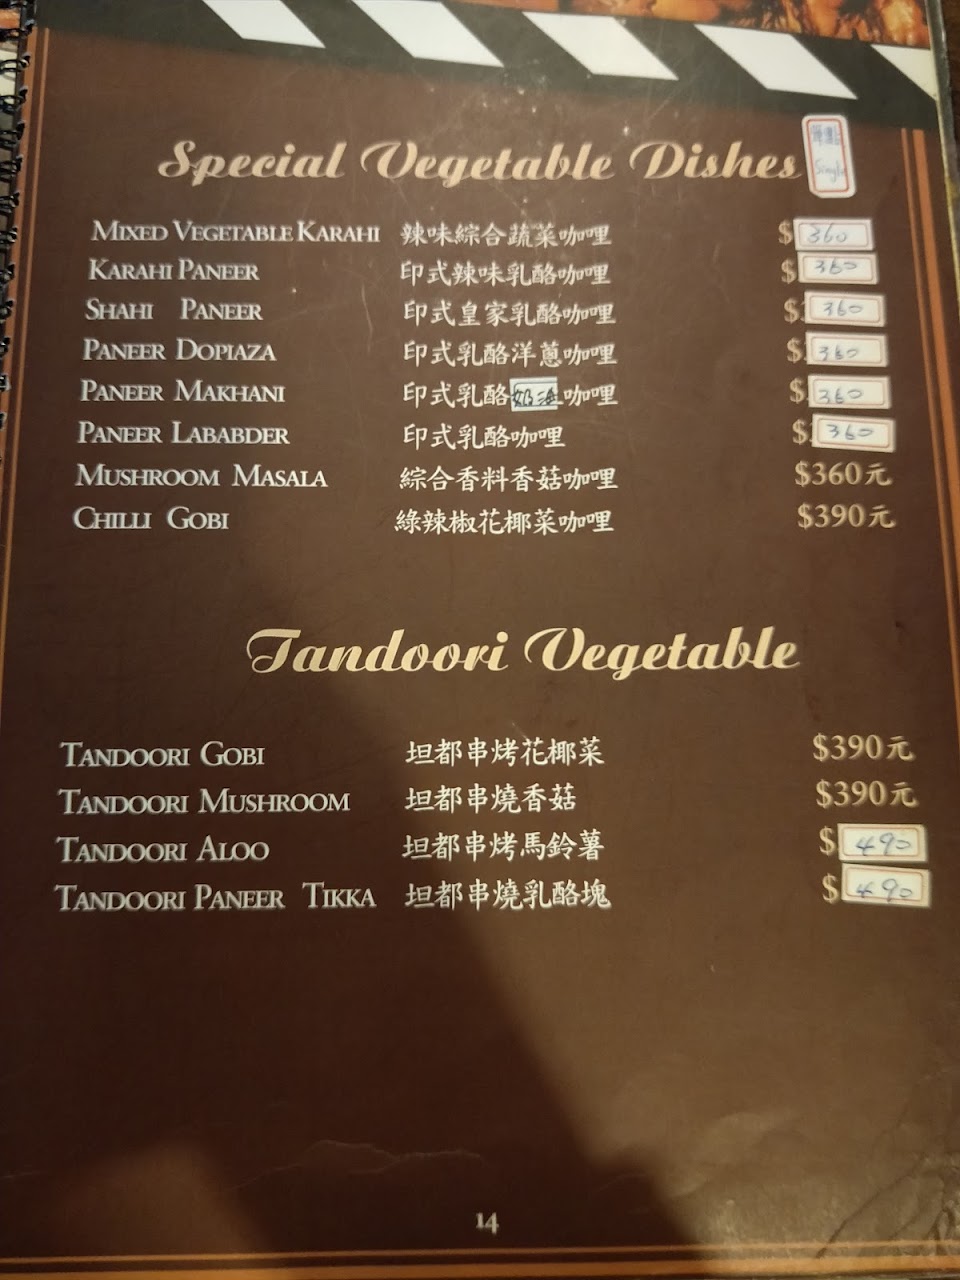 Special Vegetable Dishes 單點 Single
MIXED VEGETABLE KARAHI 辣味綜合蔬菜咖哩 $360
KARAHI PANEER 印式辣味乳酪咖哩 $360
SHAHI PANEER 印式皇家乳酪咖哩 $360
PANEER DOPIAZA 印式乳酪洋蔥咖哩 $360
PANEER MAKHANI 印式乳酪奶油咖哩 $360
PANEER LABABDER 印式乳酪咖哩 $360
MUSHROOM MASALA 綜合香料香菇咖哩 $360元
CHILLI GOBI 綠辣椒花椰菜咖哩 $390元
Tandoori Vegetable
TANDOORI GOBI 坦都串烤花椰菜 $390元
TANDOORI MUSHROOM 坦都串燒香菇 $390元
TANDOORI ALOO 坦都串烤馬鈴薯 $490
TANDOORI PANEER TIKKA 坦都串燒乳酪塊 $490
14